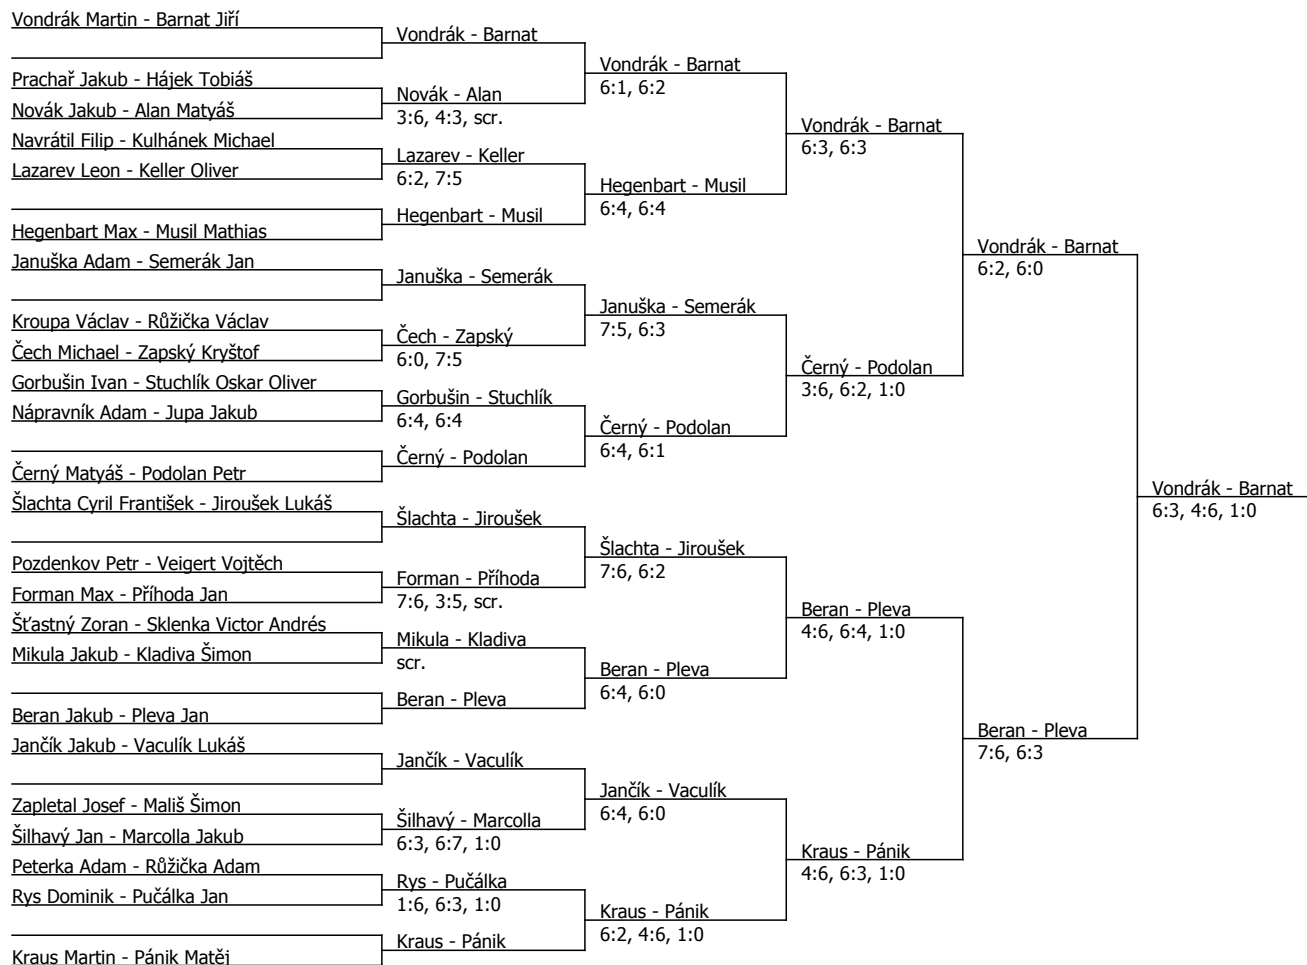 Vondrák Martin - Barnat Jiří
Prachař Jakub - Hájek Tobiáš
Novák Jakub - Alan Matyáš
Navrátil Filip - Kulhánek Michael
Lazarev Leon - Keller Oliver
Hegenbart Max - Musil Mathias
Januška Adam - Semerák Jan
Kroupa Václav - Růžička Václav
Čech Michael - Zapský Kryštof
Gorbušin Ivan - Stuchlík Oskar Oliver
Nápravník Adam - Jupa Jakub
Černý Matyáš - Podolan Petr
Šlachta Cyril František - Jiroušek Lukáš
Pozdenkov Petr - Veigert Vojtěch
Forman Max - Příhoda Jan
Šťastný Zoran - Sklenka Victor Andrés
Mikula Jakub - Kladiva Šimon
Beran Jakub - Pleva Jan
Jančík Jakub - Vaculík Lukáš
Zapletal Josef - Mališ Šimon
Šilhavý Jan - Marcolla Jakub
Peterka Adam - Růžička Adam
Rys Dominik - Pučálka Jan
Kraus Martin - Pánik Matěj
Vondrák - Barnat
Novák - Alan
3:6, 4:3, scr.
Lazarev - Keller
6:2, 7:5
Hegenbart - Musil
Januška - Semerák
Čech - Zapský
6:0, 7:5
Gorbušin - Stuchlík
6:4, 6:4
Černý - Podolan
Šlachta - Jiroušek
Forman - Příhoda
7:6, 3:5, scr.
Mikula - Kladiva
scr.
Beran - Pleva
Jančík - Vaculík
Šilhavý - Marcolla
6:3, 6:7, 1:0
Rys - Pučálka
1:6, 6:3, 1:0
Kraus - Pánik
Vondrák - Barnat
6:1, 6:2
Hegenbart - Musil
6:4, 6:4
Januška - Semerák
7:5, 6:3
Černý - Podolan
6:4, 6:1
Šlachta - Jiroušek
7:6, 6:2
Beran - Pleva
6:4, 6:0
Jančík - Vaculík
6:4, 6:0
Kraus - Pánik
6:2, 4:6, 1:0
Vondrák - Barnat
6:3, 6:3
Černý - Podolan
3:6, 6:2, 1:0
Beran - Pleva
4:6, 6:4, 1:0
Kraus - Pánik
4:6, 6:3, 1:0
Vondrák - Barnat
6:2, 6:0
Beran - Pleva
7:6, 6:3
Vondrák - Barnat
6:3, 4:6, 1:0